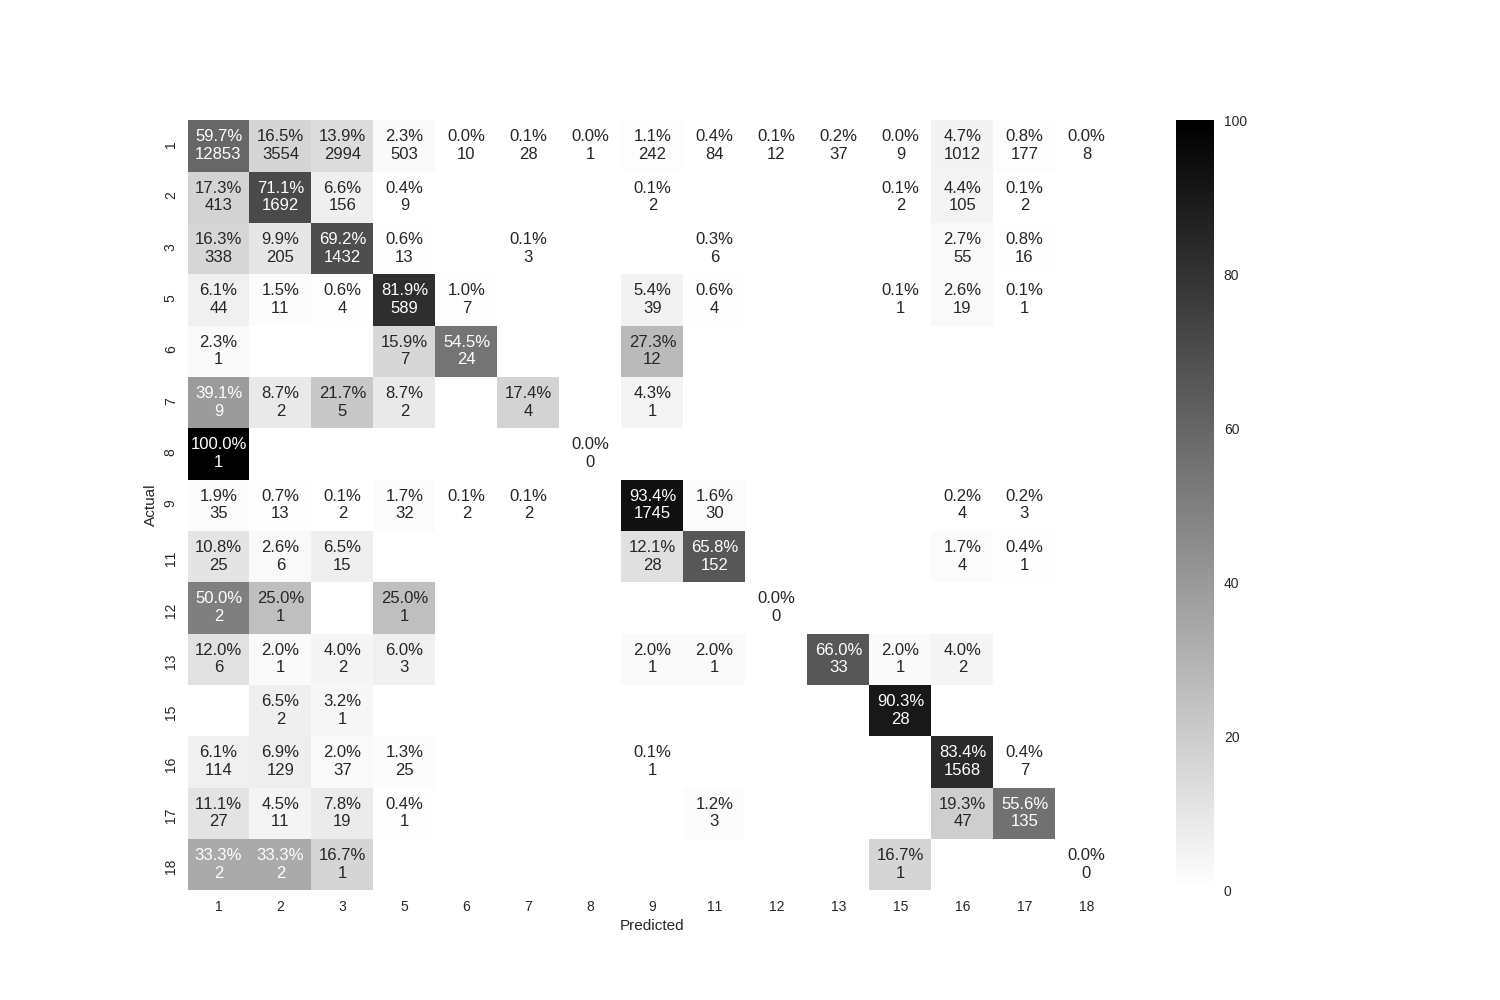 59.7% 16.5% 13.9% 2.3% 0.0% 0.1% 0.0% 1.1% 0.4% 0.1% 0.2% 0.0% 4.7% 0.8% 0.0% 100
1 12853 3554 2994 503 10 28 1 242 84 12 37 9 1012 177 8
17.3% 71.1% 6.6% 0.4% 0.1% 0.1% 4.4% 0.1%
2 413 1692 156 9 2 2 105 2
16.3% 9.9% 69.2% 0.6% 0.1% 0.3% 2.7% 0.8%
3 338 205 1432 13 3 6 55 16
80
6.1% 1.5% 0.6% 81.9% 1.0% 5.4% 0.6% 0.1% 2.6% 0.1%
5 44 11 4 589 7 39 4 1 19 1
2.3% 15.9% 54.5% 27.3%
6 1 7 24 12
39.1% 8.7% 21.7% 8.7% 17.4% 4.3%
7 9 2 5 2 4 1
60
100.0% 0.0%
8 1 0
Actual
1.9% 0.7% 0.1% 1.7% 0.1% 0.1% 93.4% 1.6% 0.2% 0.2%
9 35 13 2 32 2 2 1745 30 4 3
10.8% 2.6% 6.5% 12.1% 65.8% 1.7% 0.4%
11 25 6 15 28 152 4 1
40
50.0% 25.0% 25.0% 0.0%
12 2 1 1 0
12.0% 2.0% 4.0% 6.0% 2.0% 2.0% 66.0% 2.0% 4.0%
13 6 1 2 3 1 1 33 1 2
6.5% 3.2% 90.3%
15 2 1 28
20
6.1% 6.9% 2.0% 1.3% 0.1% 83.4% 0.4%
16 114 129 37 25 1 1568 7
11.1% 4.5% 7.8% 0.4% 1.2% 19.3% 55.6%
17 27 11 19 1 3 47 135
33.3% 33.3% 16.7% 16.7% 0.0%
18 2 2 1 1 0
0
1 2 3 5 6 7 8 9 11 12 13 15 16 17 18
Predicted